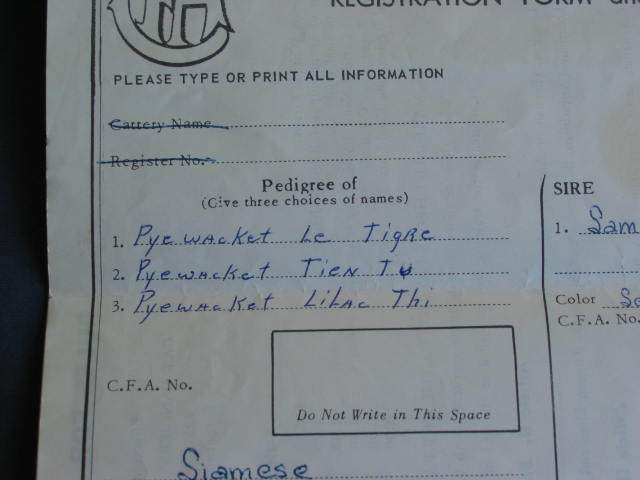 REGISTRATION FORM
PLEASE TYPE OR PRINT ALL INFORMATION
Cattery Name
Register No.
Pedigree of
(Give three choices of names)
1. Pyewacket Le Tigre
2. Pyewacket Tien Tu
3. Pyewacket Lilac Thi
C.F.A. No.
Do Not Write in This Space
Siamese
SIRE
1. Sam
Color
C.F.A. No.